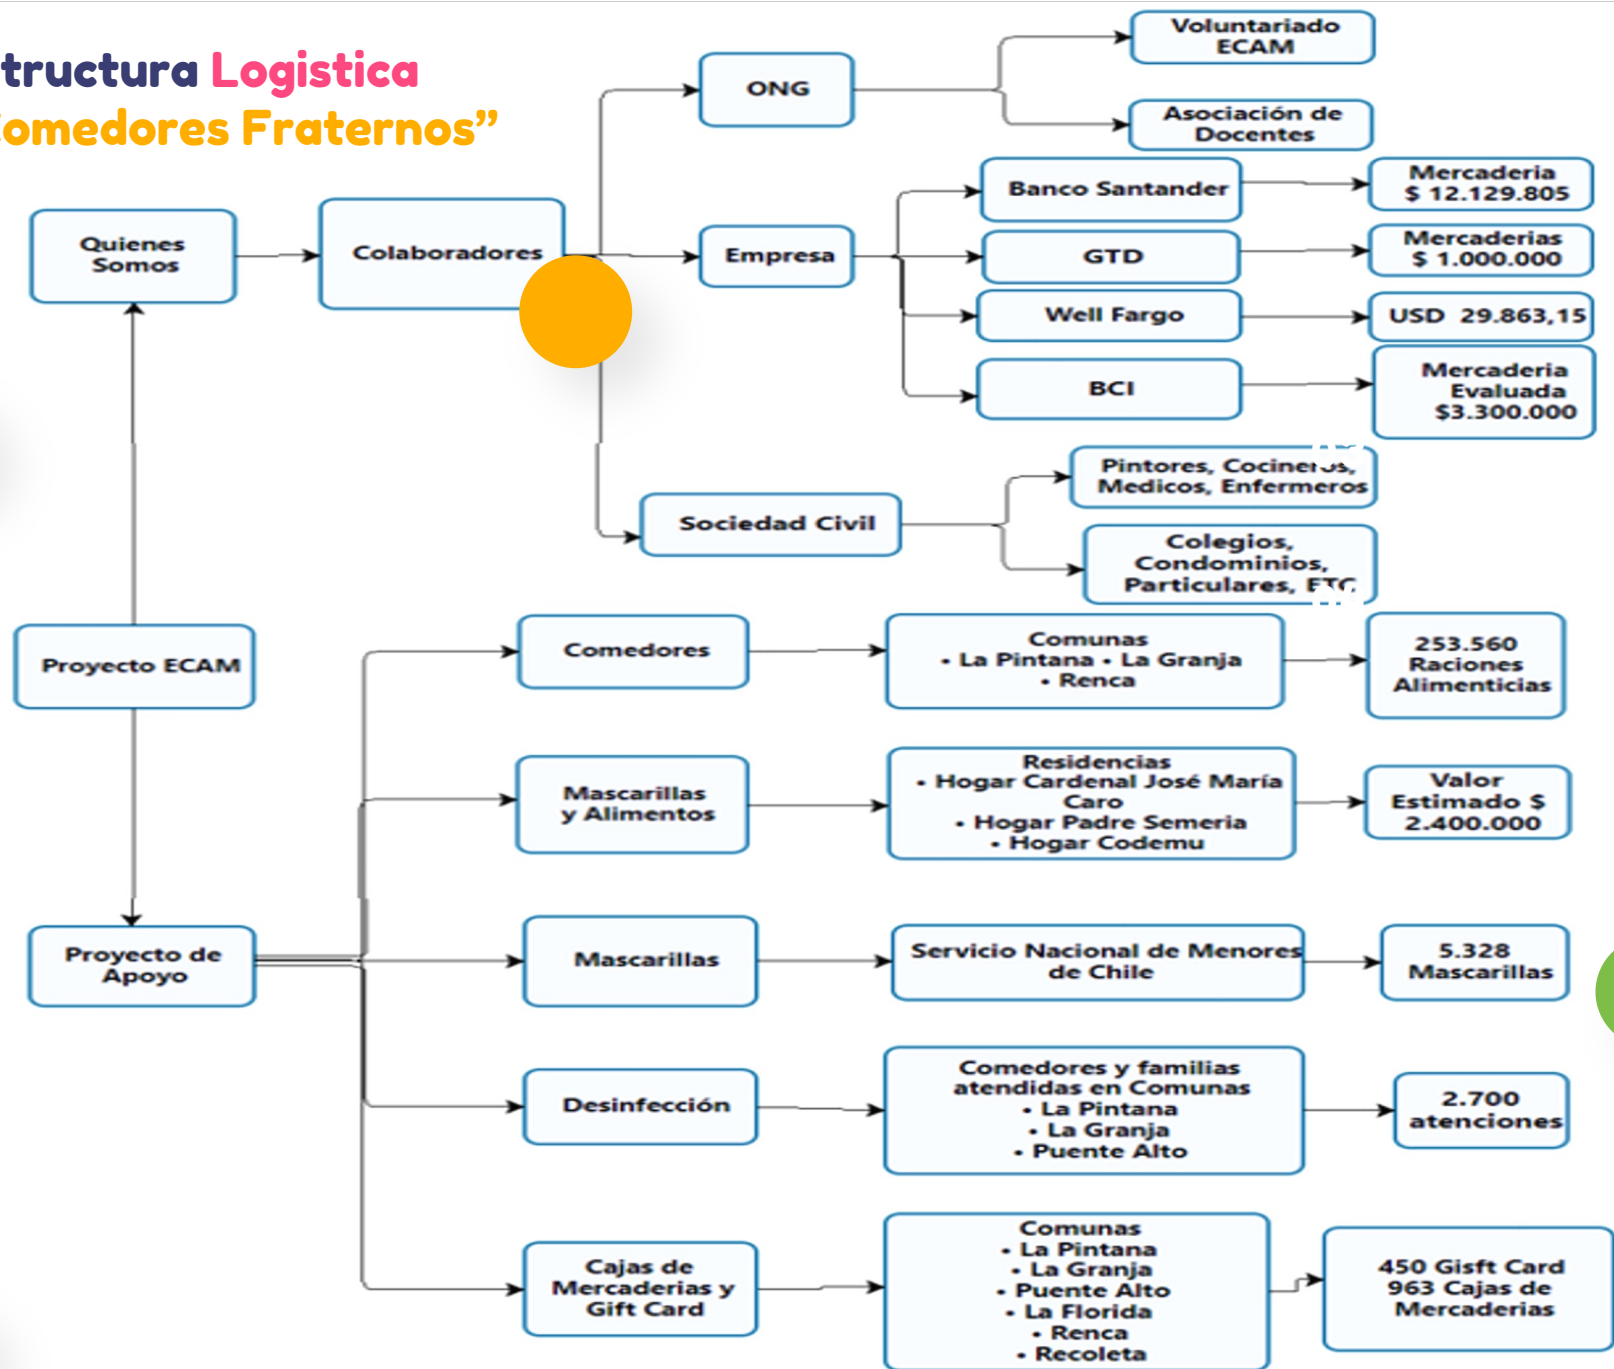 tructura Logistica
omedores Fraternos”
Voluntariado
ECAM
ONG
Asociación de
Docentes
Banco Santander
Mercaderia
$ 12.129.805
Quienes
Somos
Colaboradores
Empresa
GTD
Mercaderias
$ 1.000.000
Well Fargo
USD 29.863,15
BCI
Mercaderia
Evaluada
$3.300.000
Sociedad Civil
Pintores, Cocineros,
Medicos, Enfermeros
Colegios,
Condominios,
Particulares, ETC
Proyecto ECAM
Comedores
Comunas
• La Pintana • La Granja
• Renca
253.560
Raciones
Alimenticias
Mascarillas
y Alimentos
Residencias
• Hogar Cardenal José María
Caro
• Hogar Padre Semeria
• Hogar Codemu
Valor
Estimado $
2.400.000
Proyecto de
Apoyo
Mascarillas
Servicio Nacional de Menores
de Chile
5.328
Mascarillas
Desinfección
Comedores y familias
atendidas en Comunas
• La Pintana
• La Granja
• Puente Alto
2.700
atenciones
Cajas de
Mercaderias y
Gift Card
Comunas
• La Pintana
• La Granja
• Puente Alto
• La Florida
• Renca
• Recoleta
450 Gisft Card
963 Cajas de
Mercaderias